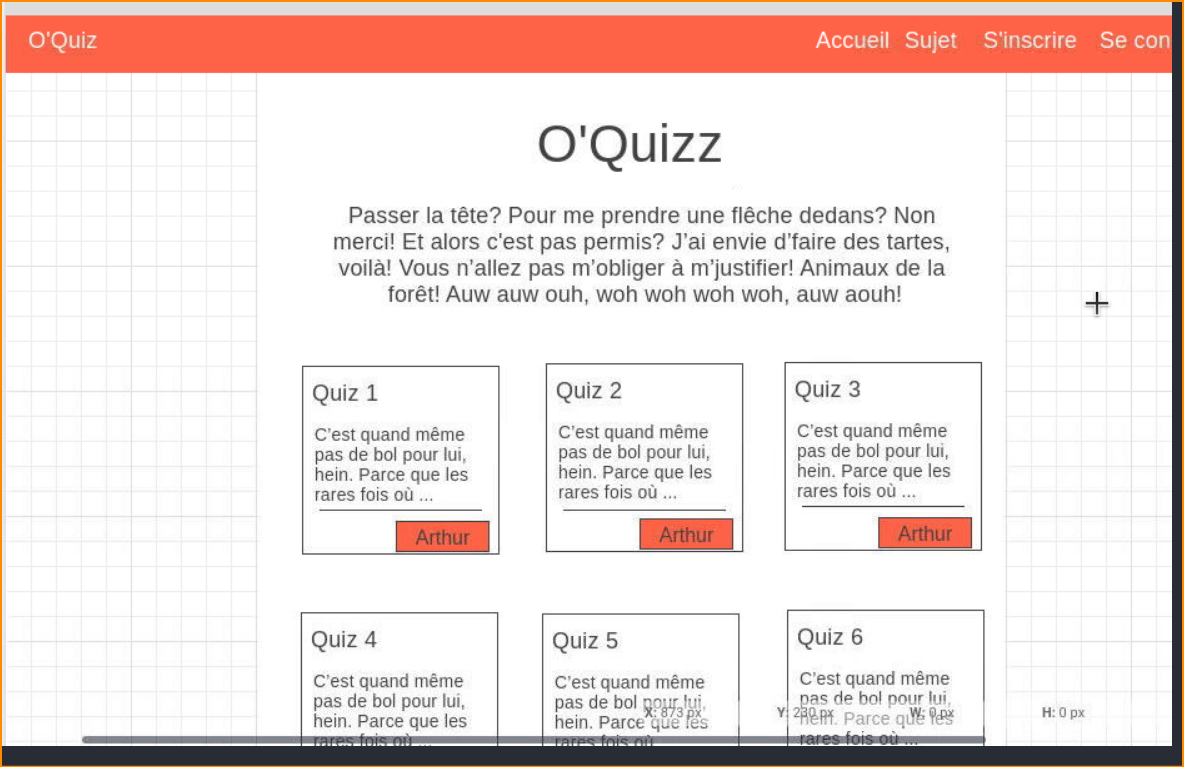 O'Quiz Accueil Sujet S'inscrire Se con
O'Quizz
Passer la tête? Pour me prendre une flêche dedans? Non
merci! Et alors c'est pas permis? J’ai envie d’faire des tartes,
voilà! Vous n’allez pas m’obliger à m’justifier! Animaux de la
forêt! Auw auw ouh, woh woh woh woh, auw aouh!
Quiz 1
C’est quand même
pas de bol pour lui,
hein. Parce que les
rares fois où ...
Arthur
Quiz 2
C’est quand même
pas de bol pour lui,
hein. Parce que les
rares fois où ...
Arthur
Quiz 3
C’est quand même
pas de bol pour lui,
hein. Parce que les
rares fois où ...
Arthur
Quiz 4
C’est quand même
pas de bol pour lui,
hein. Parce que les
rares fois où ...
Quiz 5
C’est quand même
pas de bol pour lui,
hein. Parce que les
rares fois où ...
Quiz 6
C’est quand même
pas de bol pour lui,
hein. Parce que les
rares fois où ...
X: 873 px Y: 230 px W: 0 px H: 0 px